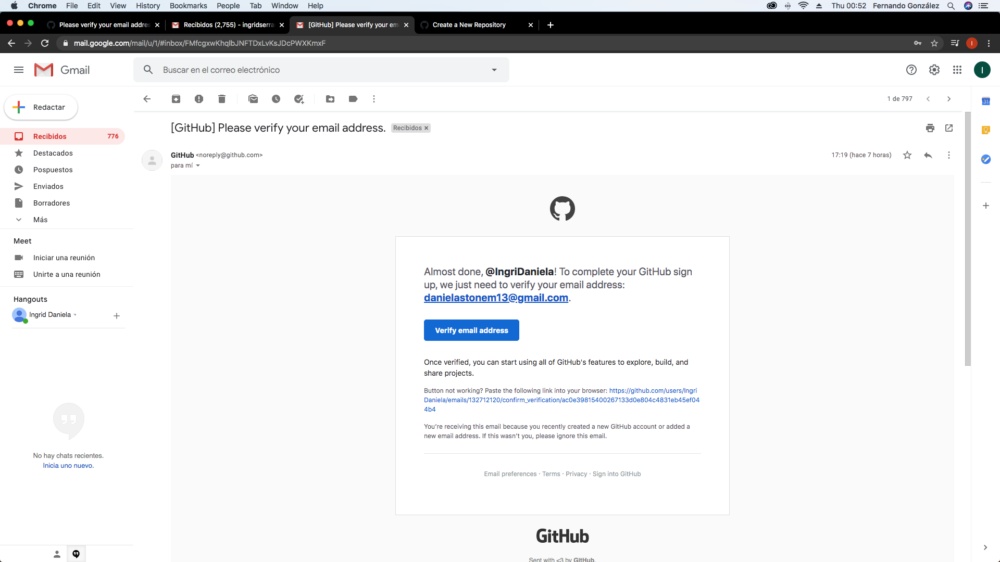 Chrome File Edit View History Bookmarks People Tab Window Help Thu 00:52 Fernando González
Please verify your email addres Recibidos (2,755) - ingridserra [GitHub] Please verify your em Create a New Repository
mail.google.com/mail/u/1/#inbox/FMfcgxwKhqlbJNFTDxLvKsJDcPWXKmxF I
Gmail Buscar en el correo electrónico I
Redactar 1 de 797
31
[GitHub] Please verify your email address. Recibidos ×
Recibidos 776
Destacados
Pospuestos
Enviados
Borradores
Más
GitHub <noreply@github.com> 17:19 (hace 7 horas)
para mí
Meet
Iniciar una reunión
Unirte a una reunión
Hangouts
Ingrid Daniela
No hay chats recientes.
Inicia uno nuevo.
Almost done, @IngriDaniela! To complete your GitHub sign
up, we just need to verify your email address:
danielastonem13@gmail.com.
Verify email address
Once verified, you can start using all of GitHub's features to explore, build, and
share projects.
Button not working? Paste the following link into your browser: https://github.com/users/Ingri
Daniela/emails/132712120/confirm_verification/ac0e39815400267133d0e804c4831eb45ef04
4b4
You're receiving this email because you recently created a new GitHub account or added a
new email address. If this wasn't you, please ignore this email.
Email preferences · Terms · Privacy · Sign into GitHub
GitHub
Sent with <3 by GitHub.